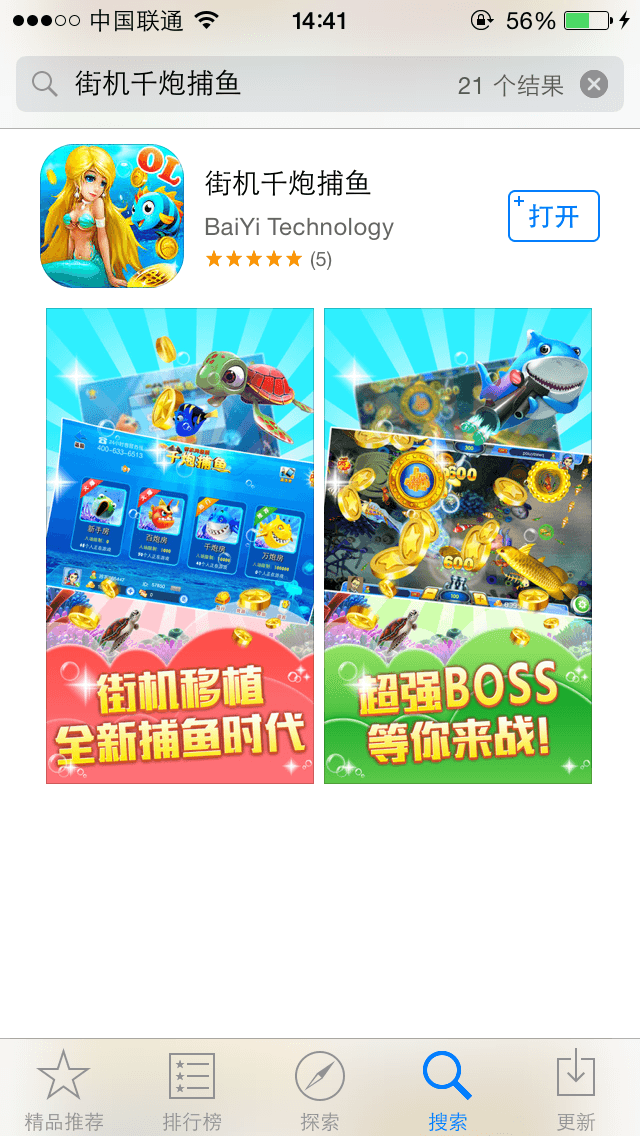 中国联通 14:41 56%
街机千炮捕鱼 21 个结果
OL
街机千炮捕鱼
BaiYi Technology
(5)
打开
400-633-6513
千炮捕鱼
新手房 百炮房 千炮房 万炮房
街机移植
全新捕鱼时代
600
600
超强BOSS
等你来战!
精品推荐 排行榜 探索 搜索 更新